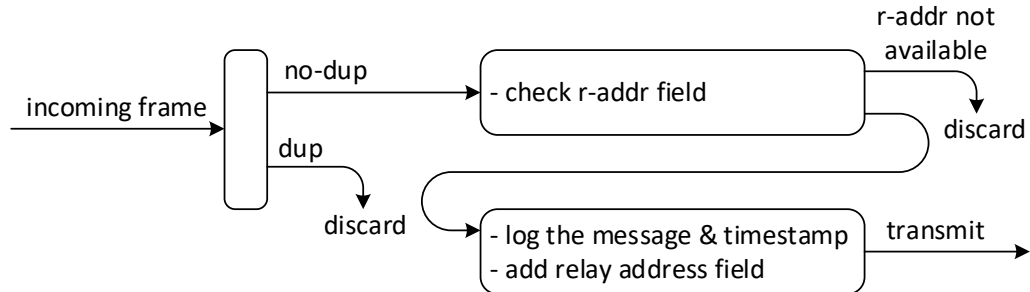 incoming frame
no-dup
dup
discard
- check r-addr field
r-addr not
available
discard
- log the message & timestamp
- add relay address field
transmit